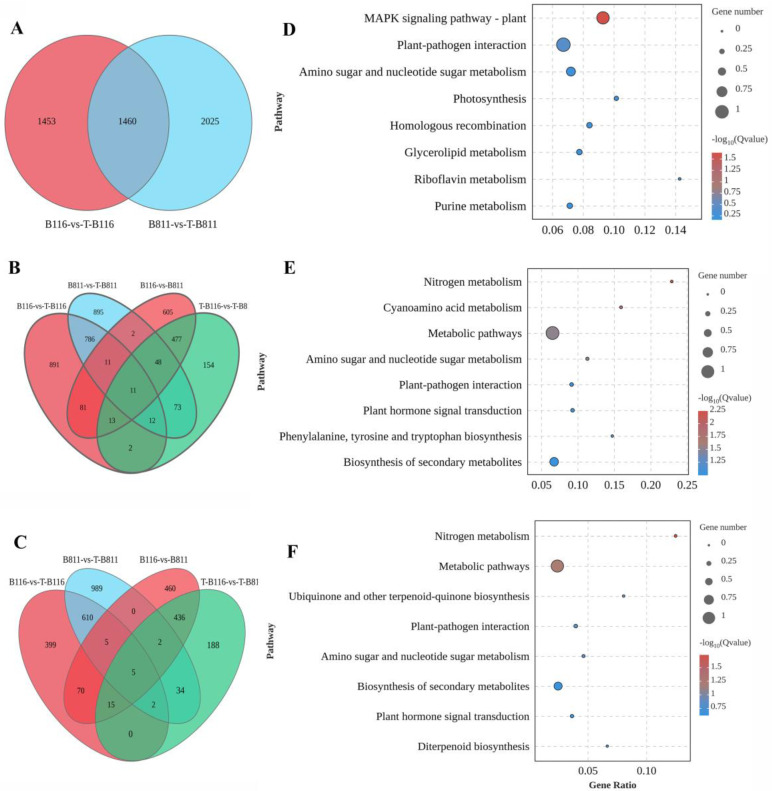 A
1453
1460
2025
B116-vs-T-B116
B811-vs-T-B811
B
B811-vs-T-B811
B116-vs-B811
B116-vs-T-B116
T-B116-vs-T-B8
895
605
786
2
477
891
11
48
154
11
81
73
13
12
2
C
B811-vs-T-B811
B116-vs-B811
B116-vs-T-B116
T-B116-vs-T-B81
989
460
610
0
436
399
5
2
188
5
70
34
15
2
0
D
Pathway
MAPK signaling pathway - plant
Plant-pathogen interaction
Amino sugar and nucleotide sugar metabolism
Photosynthesis
Homologous recombination
Glycerolipid metabolism
Riboflavin metabolism
Purine metabolism
0.06
0.08
0.10
0.12
0.14
Gene number
0
0.25
0.5
0.75
1
-log10(Qvalue)
1.5
1.25
1
0.75
0.5
0.25
E
Pathway
Nitrogen metabolism
Cyanoamino acid metabolism
Metabolic pathways
Amino sugar and nucleotide sugar metabolism
Plant-pathogen interaction
Plant hormone signal transduction
Phenylalanine, tyrosine and tryptophan biosynthesis
Biosynthesis of secondary metabolites
0.05
0.10
0.15
0.20
0.25
Gene number
0
0.25
0.5
0.75
1
-log10(Qvalue)
2.25
2
1.75
1.5
1.25
F
Pathway
Nitrogen metabolism
Metabolic pathways
Ubiquinone and other terpenoid-quinone biosynthesis
Plant-pathogen interaction
Amino sugar and nucleotide sugar metabolism
Biosynthesis of secondary metabolites
Plant hormone signal transduction
Diterpenoid biosynthesis
0.05
0.10
Gene Ratio
Gene number
0
0.25
0.5
0.75
1
-log10(Qvalue)
1.5
1.25
1
0.75